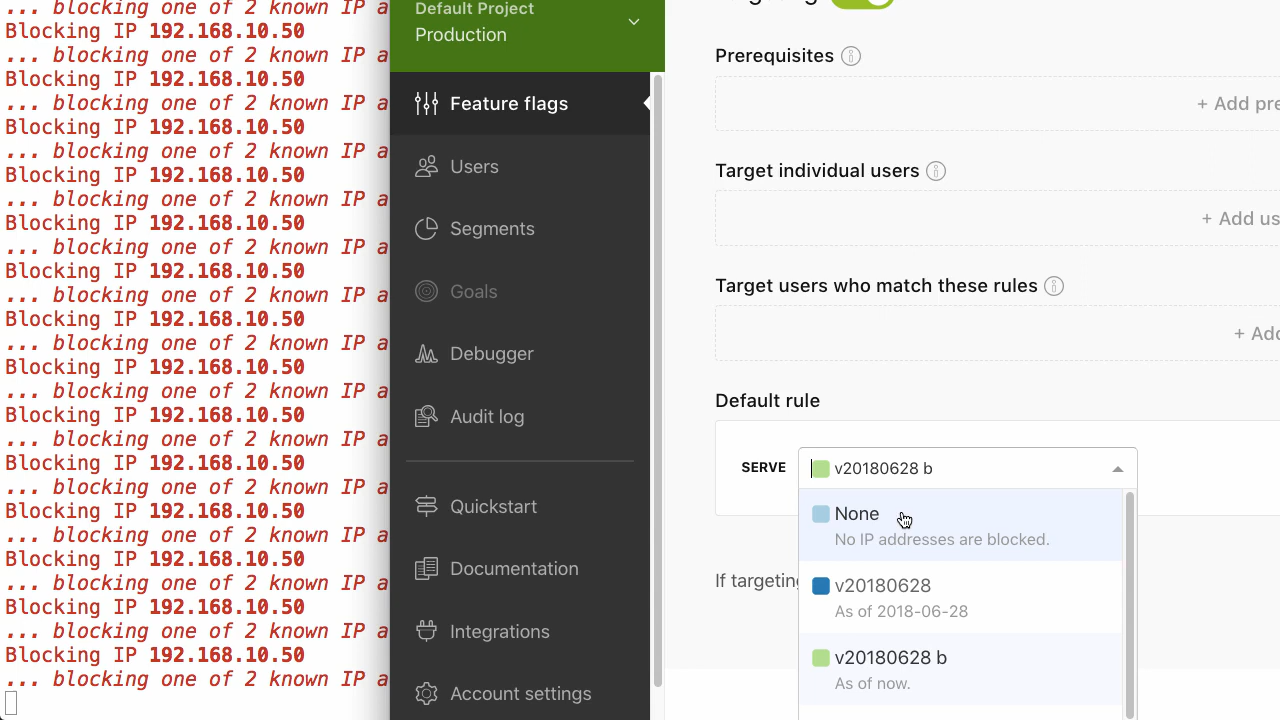 ... blocking one of 2 known IP a
Blocking IP 192.168.10.50
... blocking one of 2 known IP a
Blocking IP 192.168.10.50
... blocking one of 2 known IP a
Blocking IP 192.168.10.50
... blocking one of 2 known IP a
Blocking IP 192.168.10.50
... blocking one of 2 known IP a
Blocking IP 192.168.10.50
... blocking one of 2 known IP a
Blocking IP 192.168.10.50
... blocking one of 2 known IP a
Blocking IP 192.168.10.50
... blocking one of 2 known IP a
Blocking IP 192.168.10.50
... blocking one of 2 known IP a
Blocking IP 192.168.10.50
... blocking one of 2 known IP a
Blocking IP 192.168.10.50
... blocking one of 2 known IP a
Blocking IP 192.168.10.50
... blocking one of 2 known IP a
Blocking IP 192.168.10.50
... blocking one of 2 known IP a
Blocking IP 192.168.10.50
... blocking one of 2 known IP a
Blocking IP 192.168.10.50
... blocking one of 2 known IP a
Default Project
Production
Feature flags
Users
Segments
Goals
Debugger
Audit log
Quickstart
Documentation
Integrations
Account settings
Prerequisites
+ Add pre
Target individual users
+ Add us
Target users who match these rules
+ Add
Default rule
SERVE v20180628 b
None
No IP addresses are blocked.
If targeting
v20180628
As of 2018-06-28
v20180628 b
As of now.